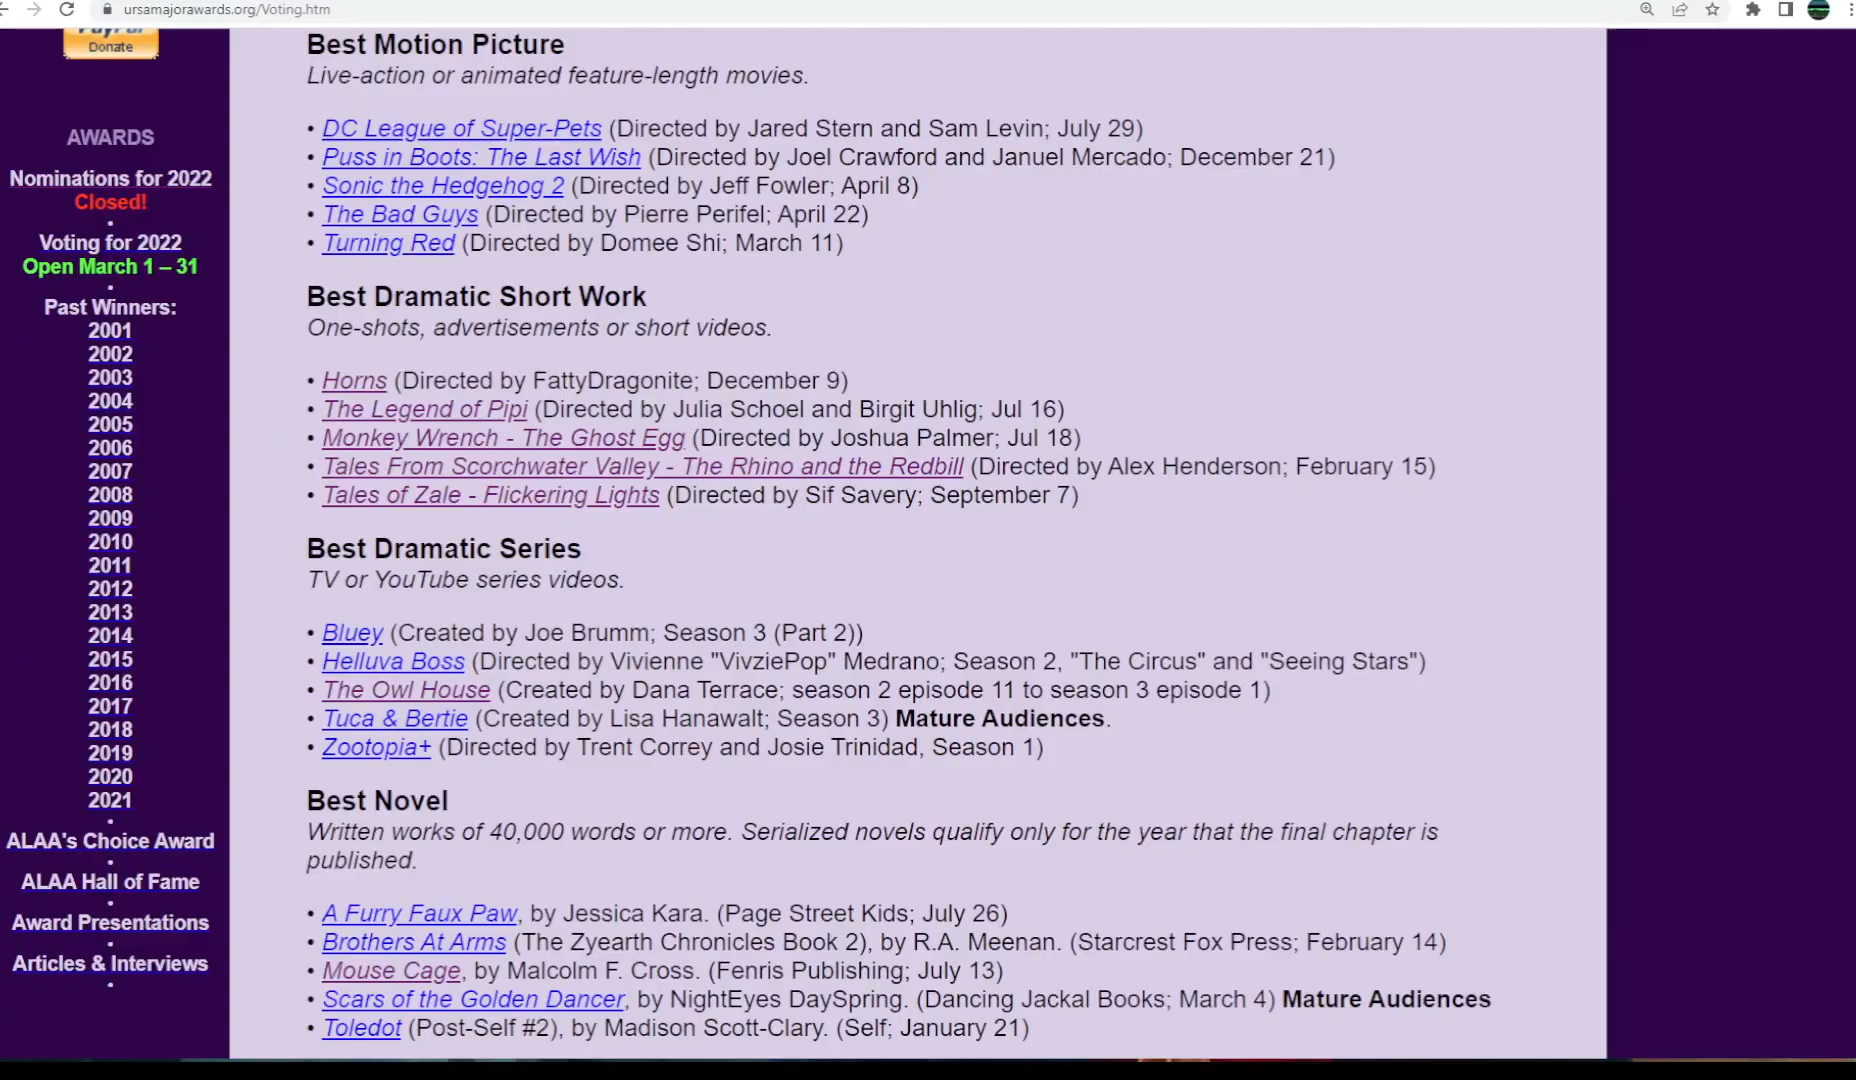 ursamajorawards.org/Voting.htm
PayPal
Donate
AWARDS
Nominations for 2022
Closed!
•
Voting for 2022
Open March 1 – 31
•
Past Winners:
2001
2002
2003
2004
2005
2006
2007
2008
2009
2010
2011
2012
2013
2014
2015
2016
2017
2018
2019
2020
2021
•
ALAA's Choice Award
•
ALAA Hall of Fame
•
Award Presentations
•
Articles & Interviews
•
Best Motion Picture
Live-action or animated feature-length movies.
• DC League of Super-Pets (Directed by Jared Stern and Sam Levin; July 29)
• Puss in Boots: The Last Wish (Directed by Joel Crawford and Januel Mercado; December 21)
• Sonic the Hedgehog 2 (Directed by Jeff Fowler; April 8)
• The Bad Guys (Directed by Pierre Perifel; April 22)
• Turning Red (Directed by Domee Shi; March 11)
Best Dramatic Short Work
One-shots, advertisements or short videos.
• Horns (Directed by FattyDragonite; December 9)
• The Legend of Pipi (Directed by Julia Schoel and Birgit Uhlig; Jul 16)
• Monkey Wrench - The Ghost Egg (Directed by Joshua Palmer; Jul 18)
• Tales From Scorchwater Valley - The Rhino and the Redbill (Directed by Alex Henderson; February 15)
• Tales of Zale - Flickering Lights (Directed by Sif Savery; September 7)
Best Dramatic Series
TV or YouTube series videos.
• Bluey (Created by Joe Brumm; Season 3 (Part 2))
• Helluva Boss (Directed by Vivienne "VivziePop" Medrano; Season 2, "The Circus" and "Seeing Stars")
• The Owl House (Created by Dana Terrace; season 2 episode 11 to season 3 episode 1)
• Tuca & Bertie (Created by Lisa Hanawalt; Season 3) Mature Audiences.
• Zootopia+ (Directed by Trent Correy and Josie Trinidad, Season 1)
Best Novel
Written works of 40,000 words or more. Serialized novels qualify only for the year that the final chapter is
published.
• A Furry Faux Paw, by Jessica Kara. (Page Street Kids; July 26)
• Brothers At Arms (The Zyearth Chronicles Book 2), by R.A. Meenan. (Starcrest Fox Press; February 14)
• Mouse Cage, by Malcolm F. Cross. (Fenris Publishing; July 13)
• Scars of the Golden Dancer, by NightEyes DaySpring. (Dancing Jackal Books; March 4) Mature Audiences
• Toledot (Post-Self #2), by Madison Scott-Clary. (Self; January 21)